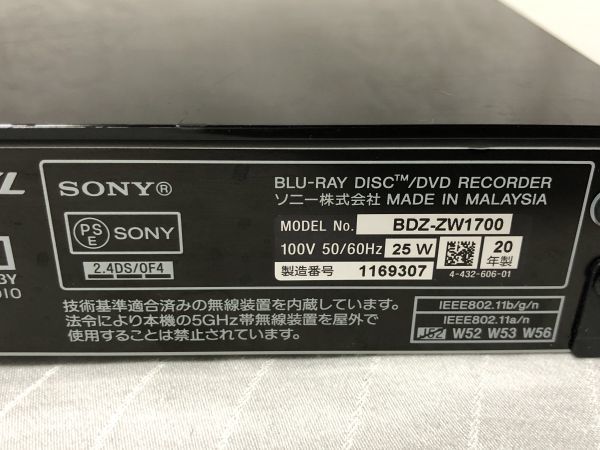 SONY®
BLU-RAY DISC™/DVD RECORDER
ソニー株式会社 MADE IN MALAYSIA
PSE SONY
MODEL No. BDZ-ZW1700
100V 50/60Hz 25 W
20年製
2.4DS/OF4
製造番号 1169307
4-432-606-01
技術基準適合済みの無線装置を内蔵しています。
法令により本機の5GHz帯無線装置を屋外で
使用することは禁止されています。
IEEE802.11b/g/n
IEEE802.11a/n
J52 W52 W53 W56